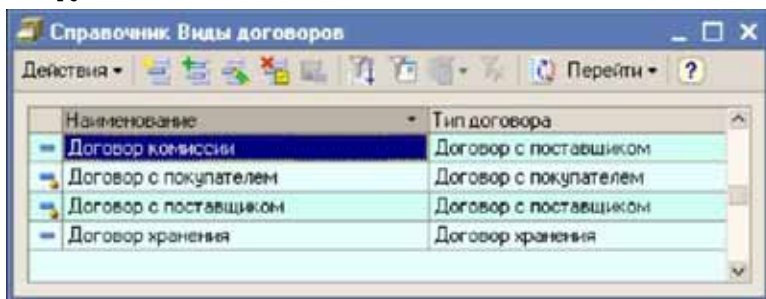 Справочник Виды договоров
Действия Перейти ?
Наименование Тип договора
Договор комиссии Договор с поставщиком
Договор с покупателем Договор с покупателем
Договор с поставщиком Договор с поставщиком
Договор хранения Договор хранения